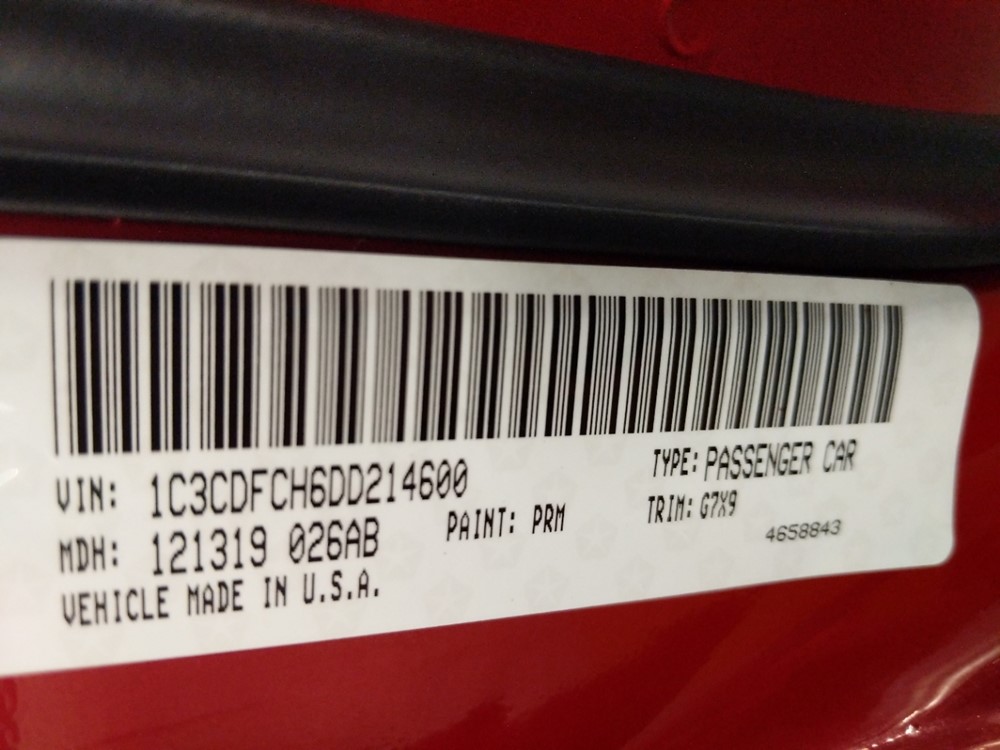 VIN: 1C3CDFCH6DD214600 TYPE: PASSENGER CAR
MDH: 121319 026AB PAINT: PRM TRIM: G7X9
VEHICLE MADE IN U.S.A. 4658843